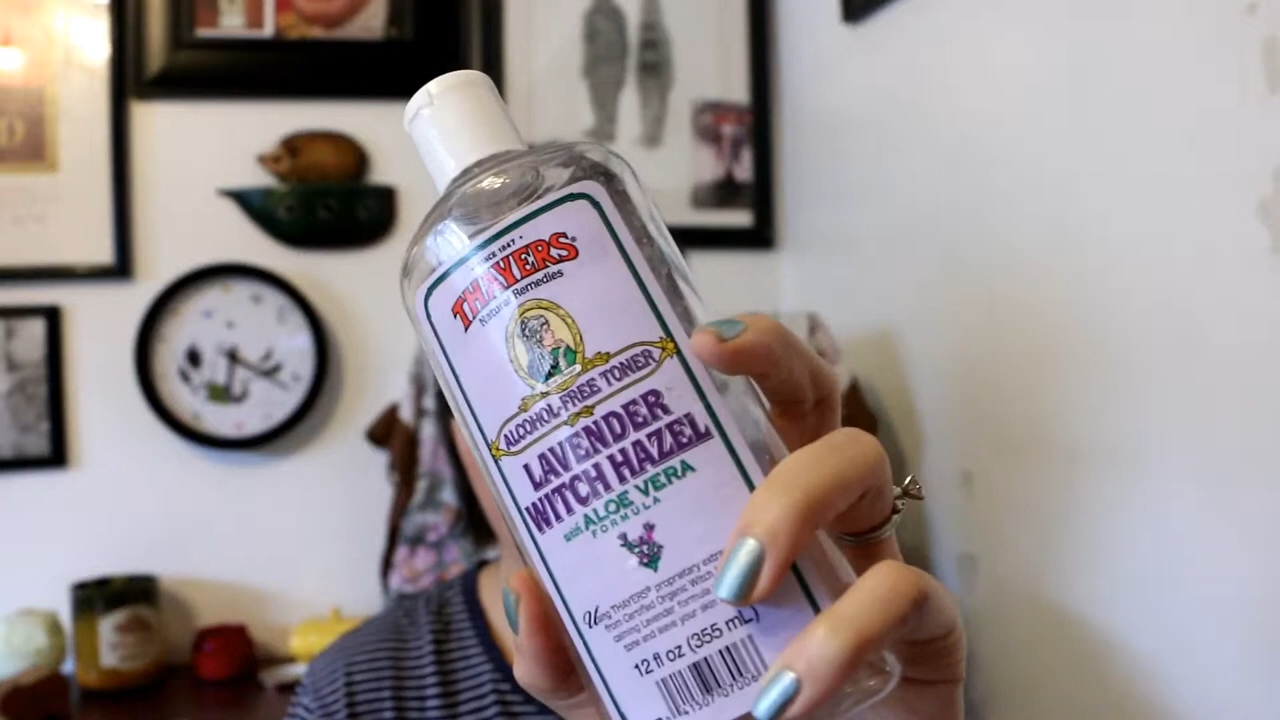 • SINCE 1847 •
THAYERS®
Natural Remedies
ALCOHOL-FREE TONER
LAVENDER
WITCH HAZEL
with ALOE VERA
FORMULA
Using THAYERS® proprietary
from Certified Organic Witch
calming Lavender formula
tone and leave your skin
12 fl oz (355 mL)